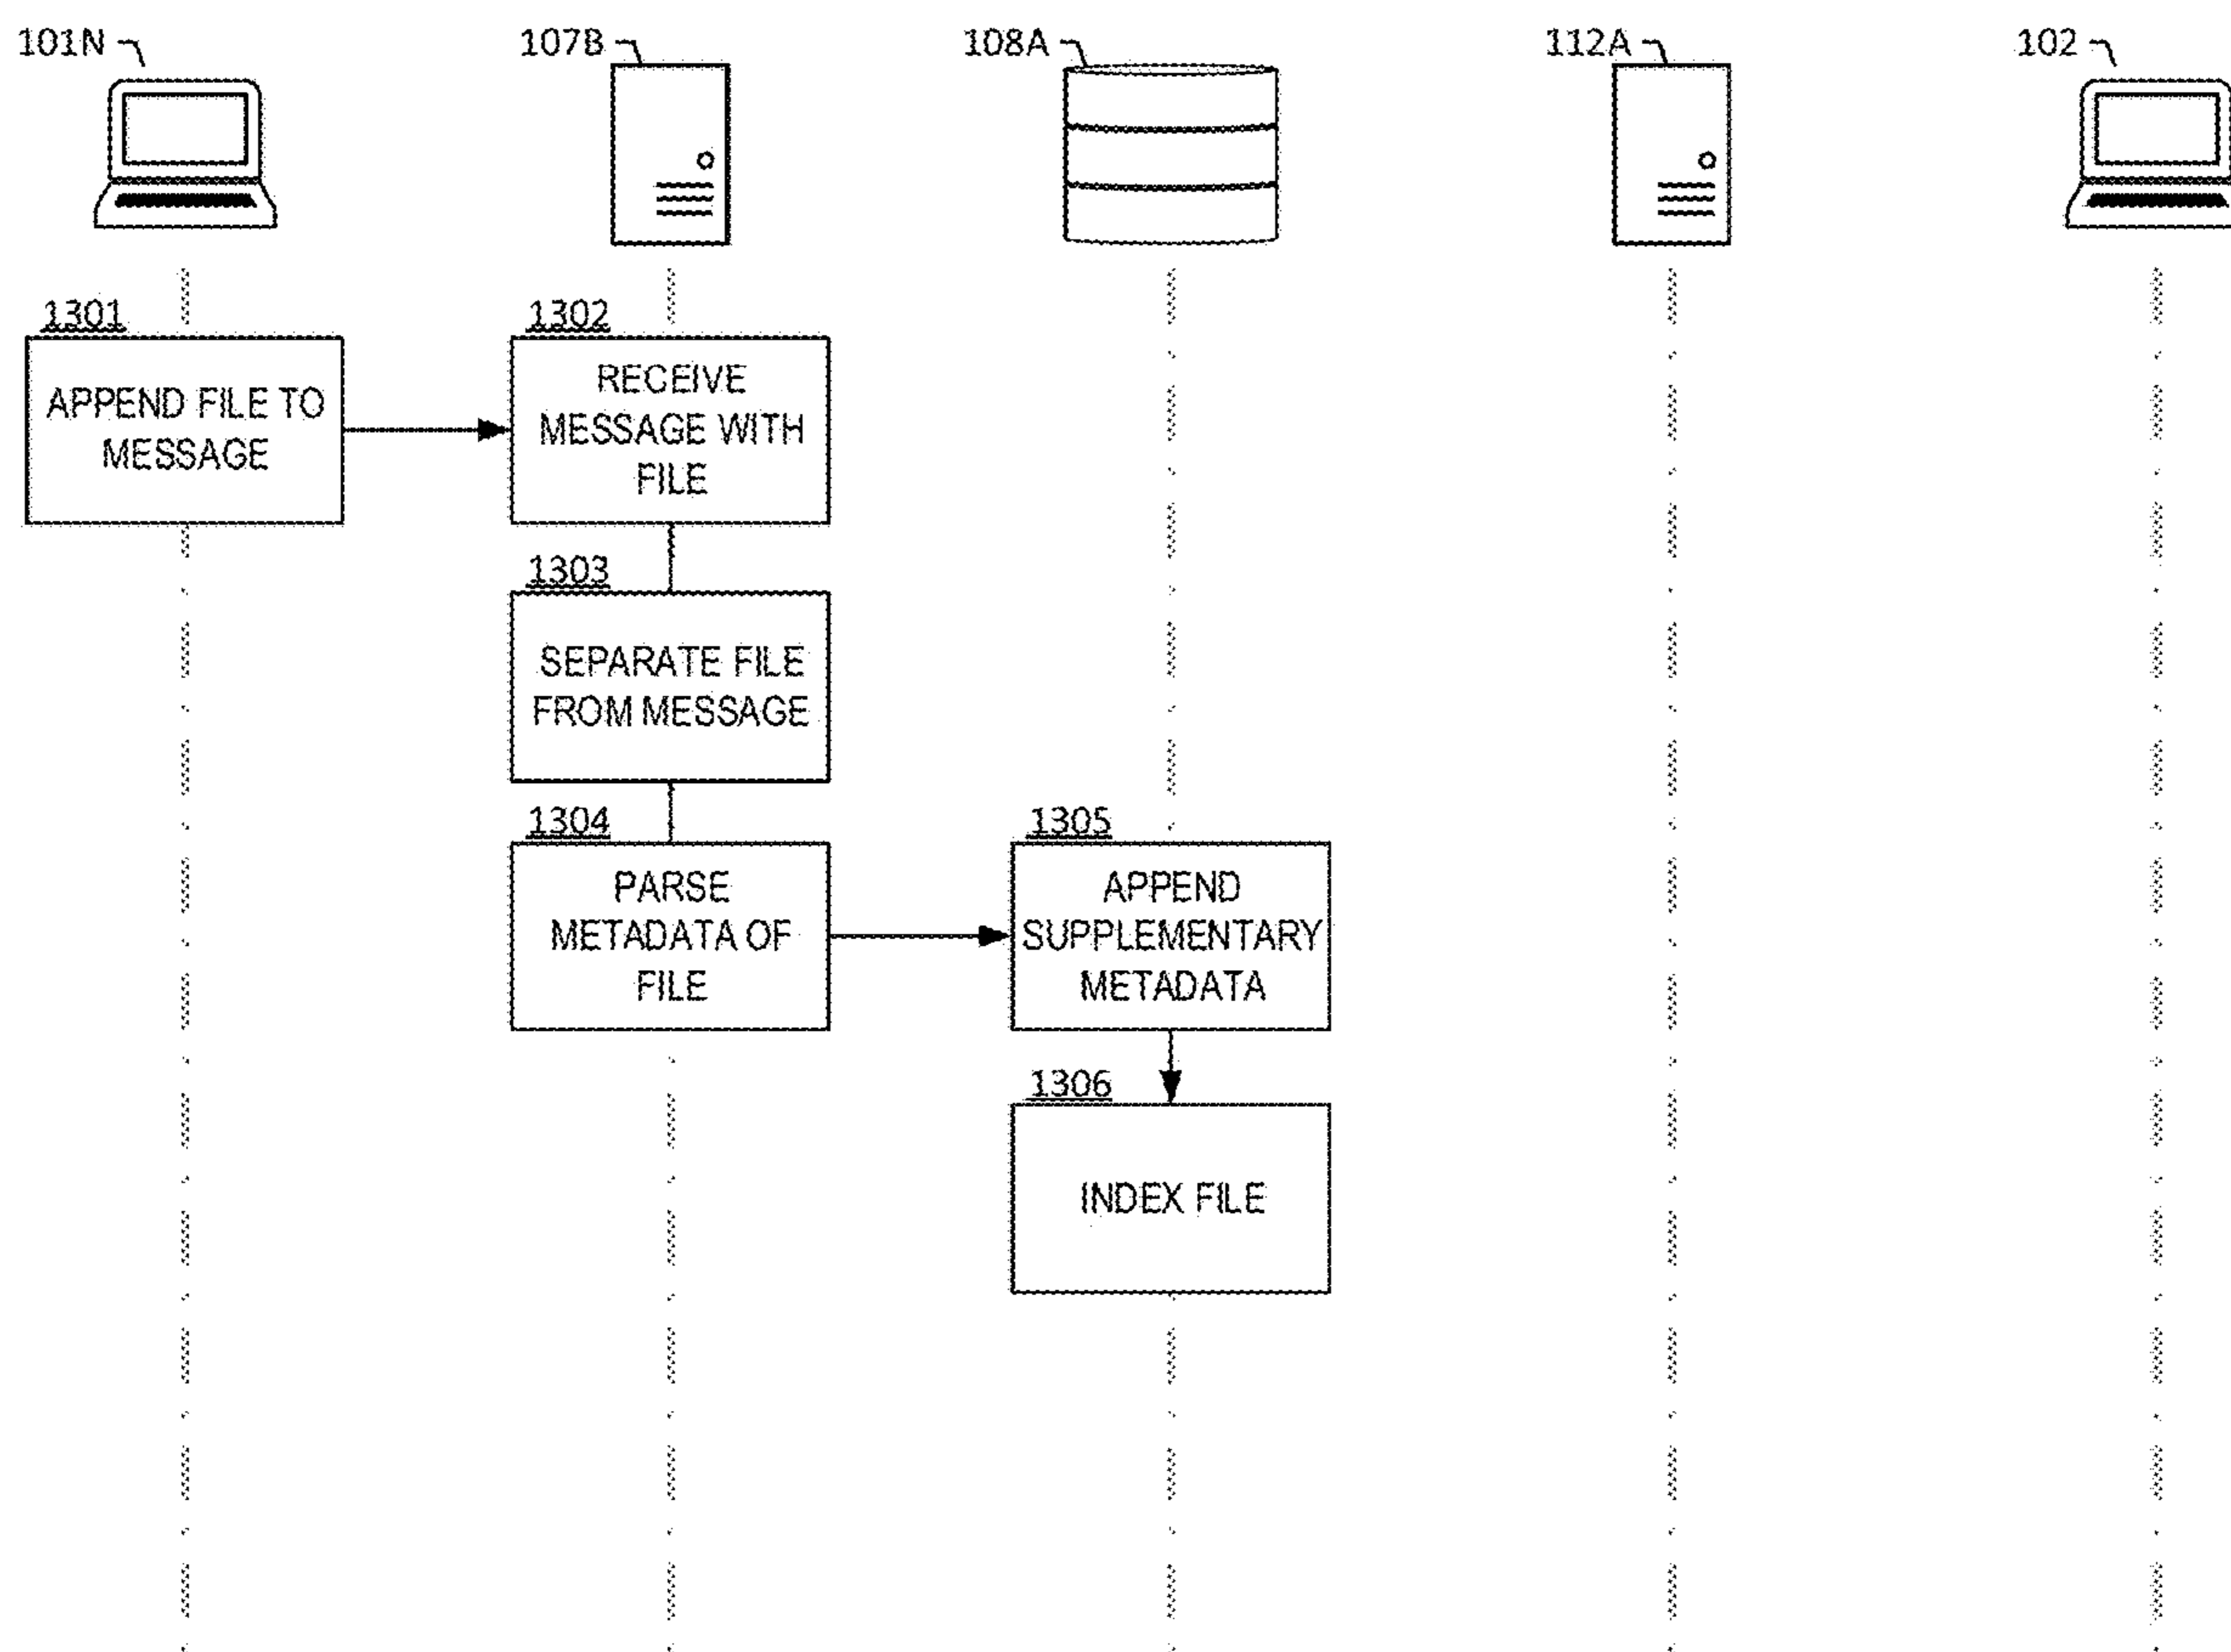 101N
107B
108A
112A
102
1301
APPEND FILE TO
MESSAGE
1302
RECEIVE
MESSAGE WITH
FILE
1303
SEPARATE FILE
FROM MESSAGE
1304
PARSE
METADATA OF
FILE
1305
APPEND
SUPPLEMENTARY
METADATA
1306
INDEX FILE